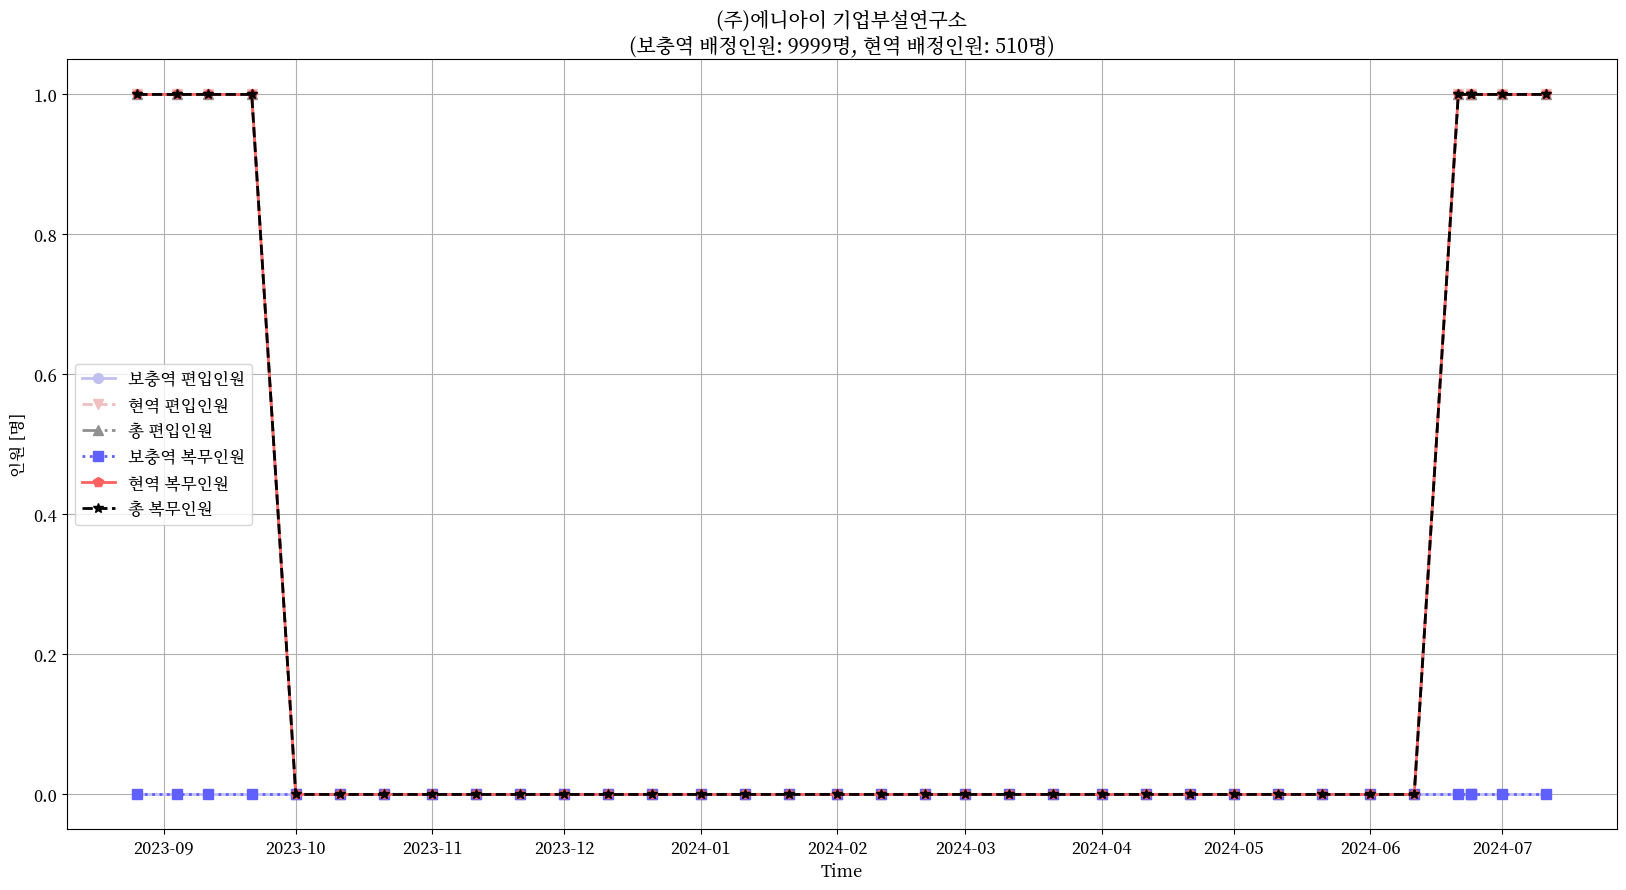 (주)에니아이 기업부설연구소
(보충역 배정인원: 9999명, 현역 배정인원: 510명)
1.0
0.8
0.6
0.4
0.2
0.0
인원 [명]
보충역 편입인원
현역 편입인원
총 편입인원
보충역 복무인원
현역 복무인원
총 복무인원
2023-09 2023-10 2023-11 2023-12 2024-01 2024-02 2024-03 2024-04 2024-05 2024-06 2024-07
Time